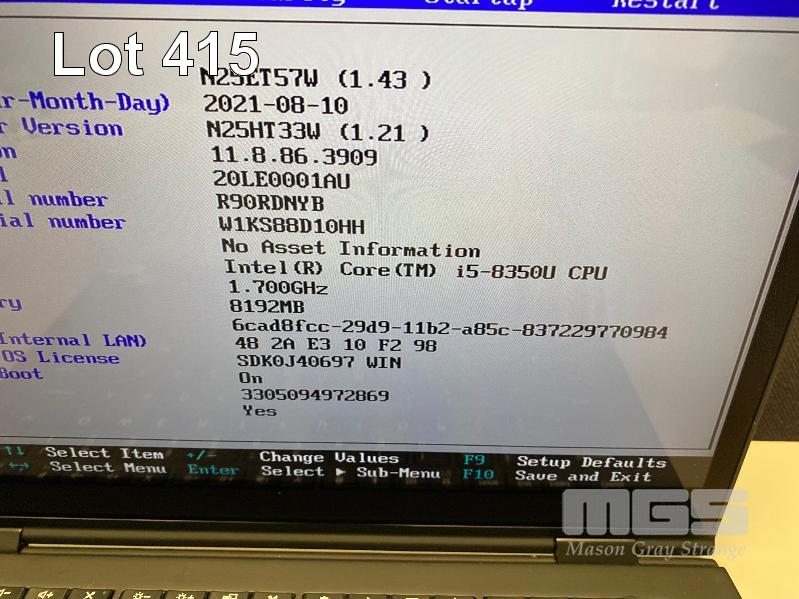 Startup Restart
Lot 415
N25ET57W (1.43 )
r-Month-Day) 2021-08-10
r Version N25HT33W (1.21 )
n 11.8.86.3909
l 20LE0001AU
l number R90RDNYB
ial number W1KS88D10HH
No Asset Information
Intel(R) Core(TM) i5-8350U CPU
1.700GHz
ry 8192MB
6cad8fcc-29d9-11b2-a85c-837229770984
Internal LAN) 48 2A E3 10 F2 98
OS License SDK0J40697 WIN
Boot On
3305094972869
Yes
↑↓ Select Item +/- Change Values F9 Setup Defaults
←→ Select Menu Enter Select ▶ Sub-Menu F10 Save and Exit
MGS
Mason Gray Strange